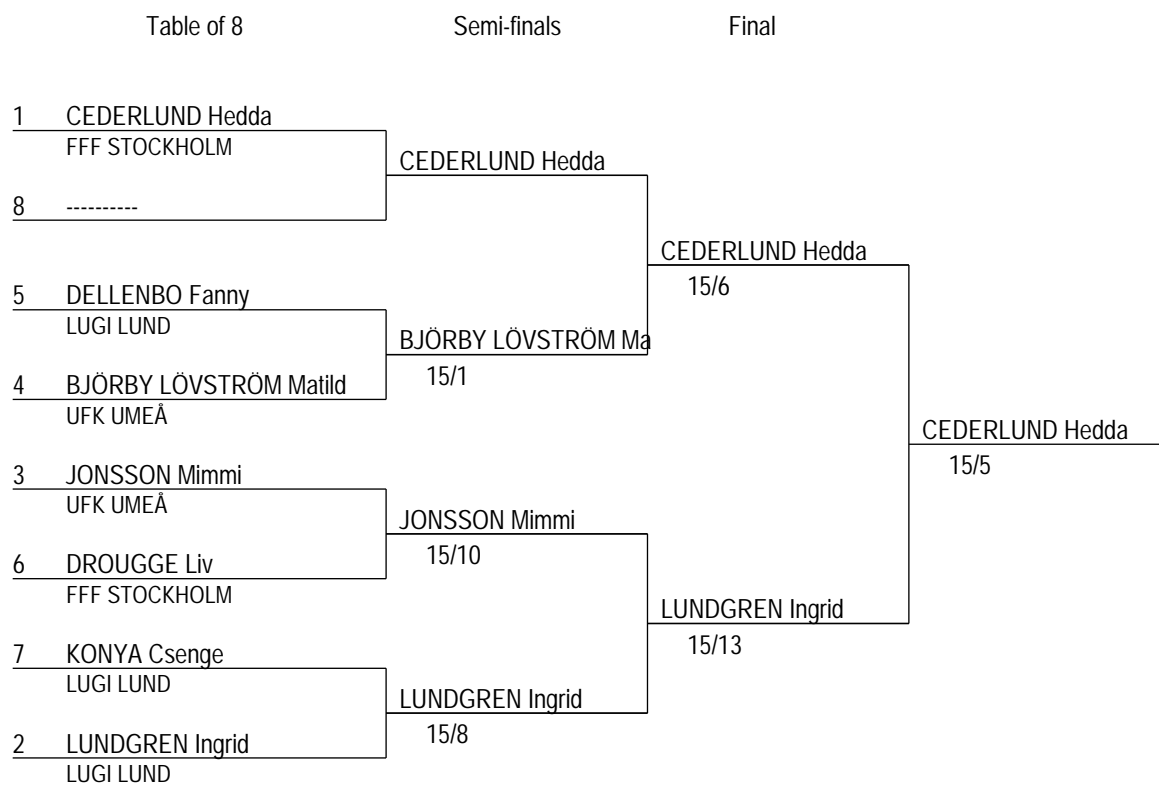 Table of 8 Semi-finals Final
1 CEDERLUND Hedda
FFF STOCKHOLM
CEDERLUND Hedda
8 ----------
CEDERLUND Hedda
15/6
5 DELLENBO Fanny
LUGI LUND
BJÖRBY LÖVSTRÖM Ma
15/1
4 BJÖRBY LÖVSTRÖM Matild
UFK UMEÅ
CEDERLUND Hedda
15/5
3 JONSSON Mimmi
UFK UMEÅ
JONSSON Mimmi
15/10
6 DROUGGE Liv
FFF STOCKHOLM
LUNDGREN Ingrid
15/13
7 KONYA Csenge
LUGI LUND
LUNDGREN Ingrid
15/8
2 LUNDGREN Ingrid
LUGI LUND